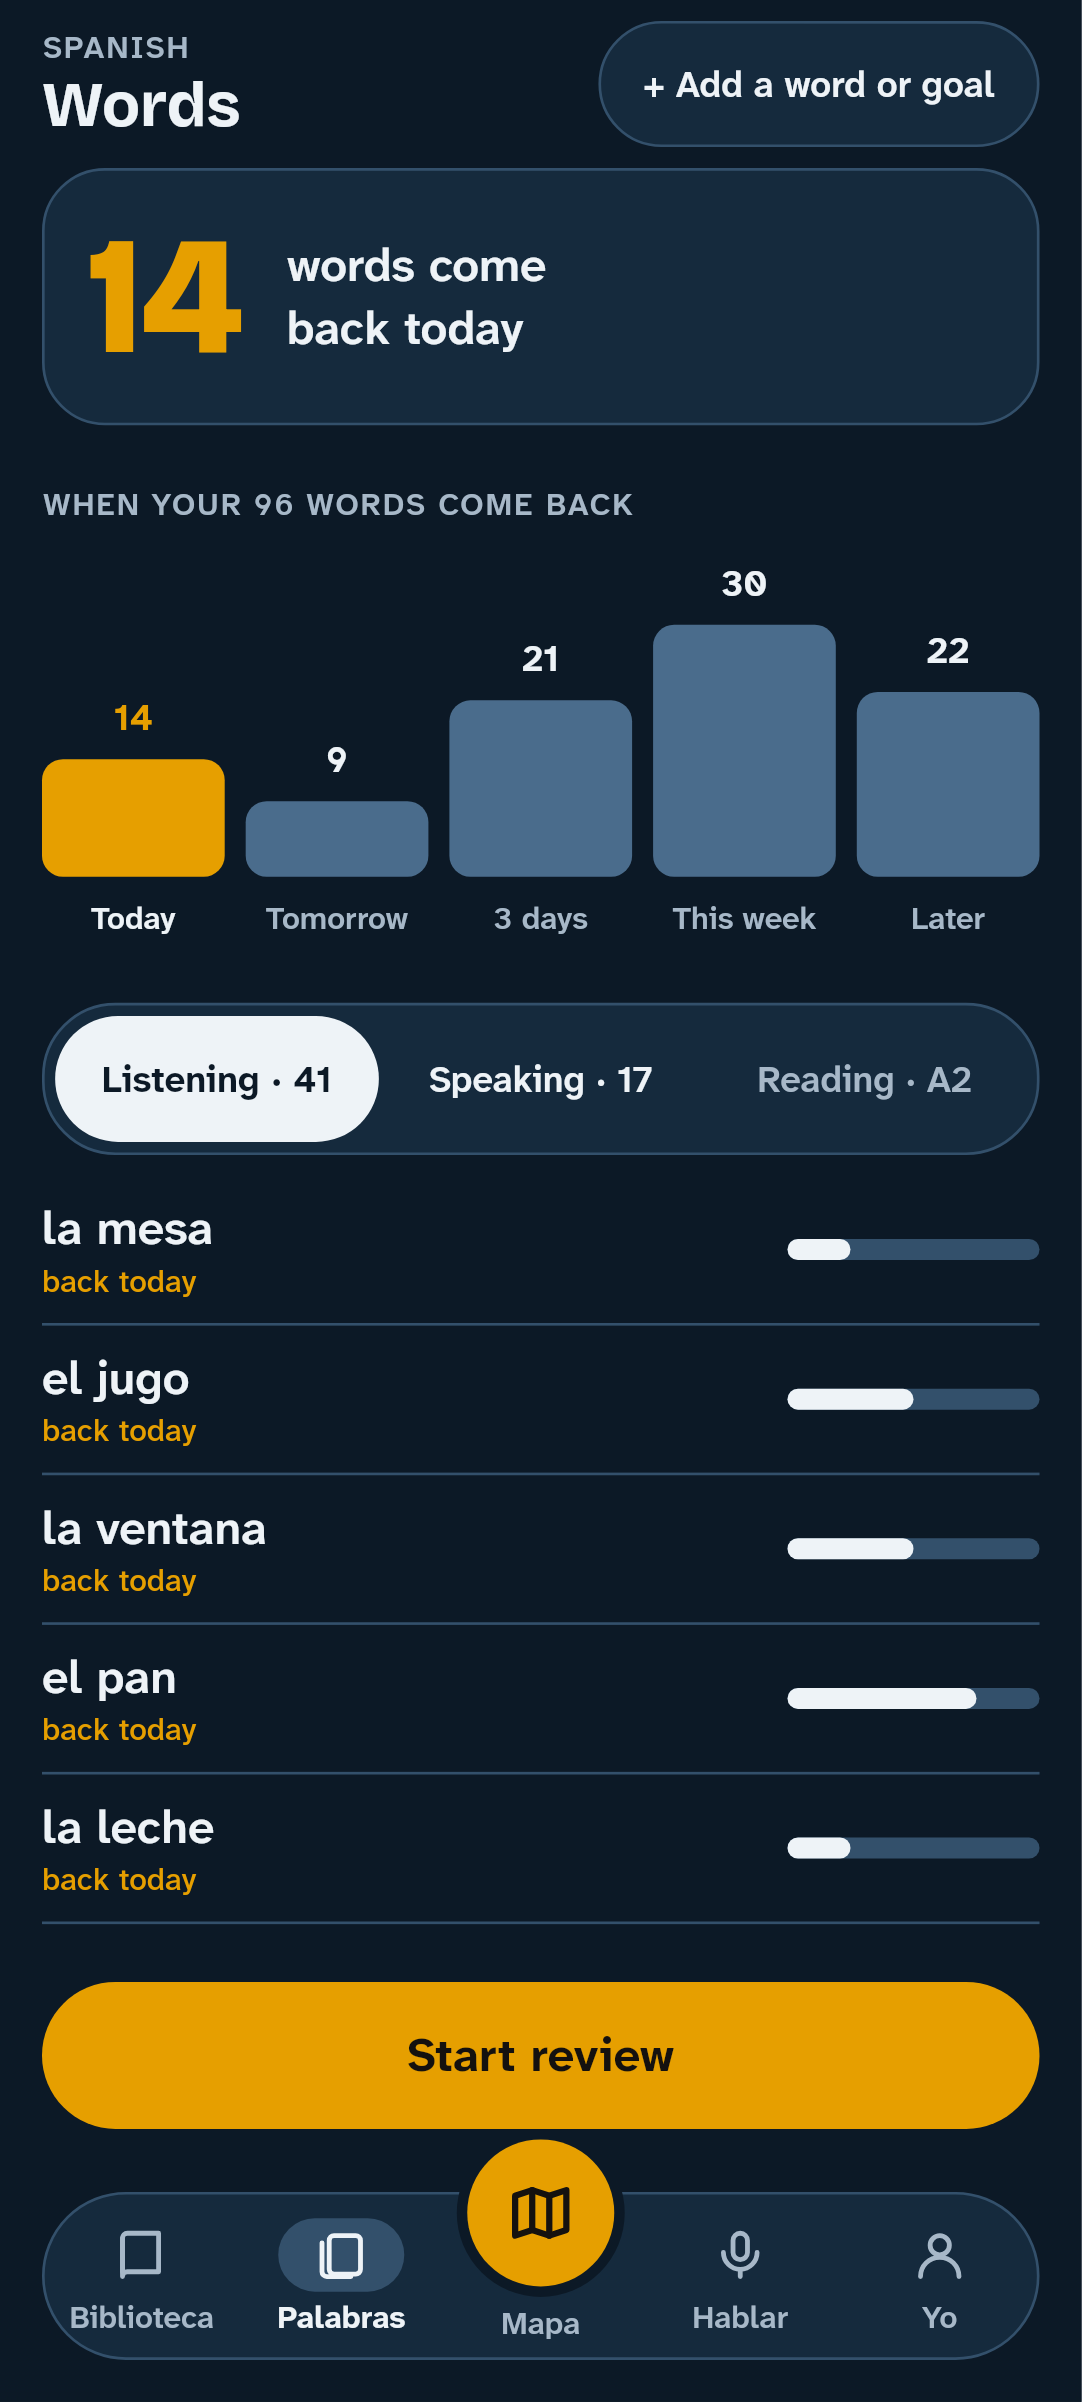 SPANISH
Words
+ Add a word or goal
14
words come
back today
WHEN YOUR 96 WORDS COME BACK
14
9
21
30
22
Today
Tomorrow
3 days
This week
Later
Listening · 41
Speaking · 17
Reading · A2
la mesa
back today
el jugo
back today
la ventana
back today
el pan
back today
la leche
back today
Start review
Biblioteca
Palabras
Mapa
Hablar
Yo